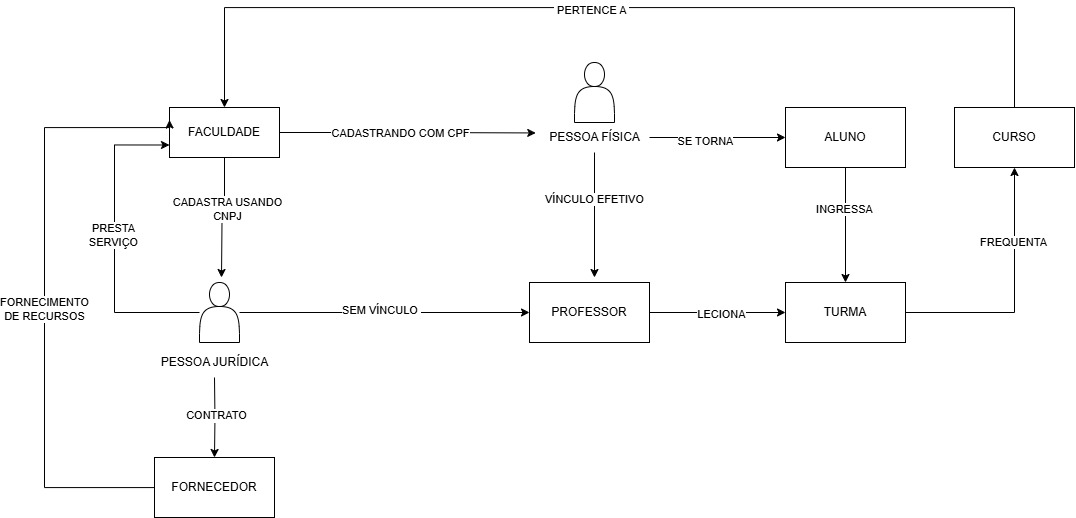 PERTENCE A
FACULDADE
CADASTRANDO COM CPF
PESSOA FÍSICA
SE TORNA
ALUNO
CURSO
CADASTRA USANDO
CNPJ
VÍNCULO EFETIVO
INGRESSA
PRESTA
SERVIÇO
FREQUENTA
FORNECIMENTO
DE RECURSOS
SEM VÍNCULO
PROFESSOR
LECIONA
TURMA
PESSOA JURÍDICA
CONTRATO
FORNECEDOR